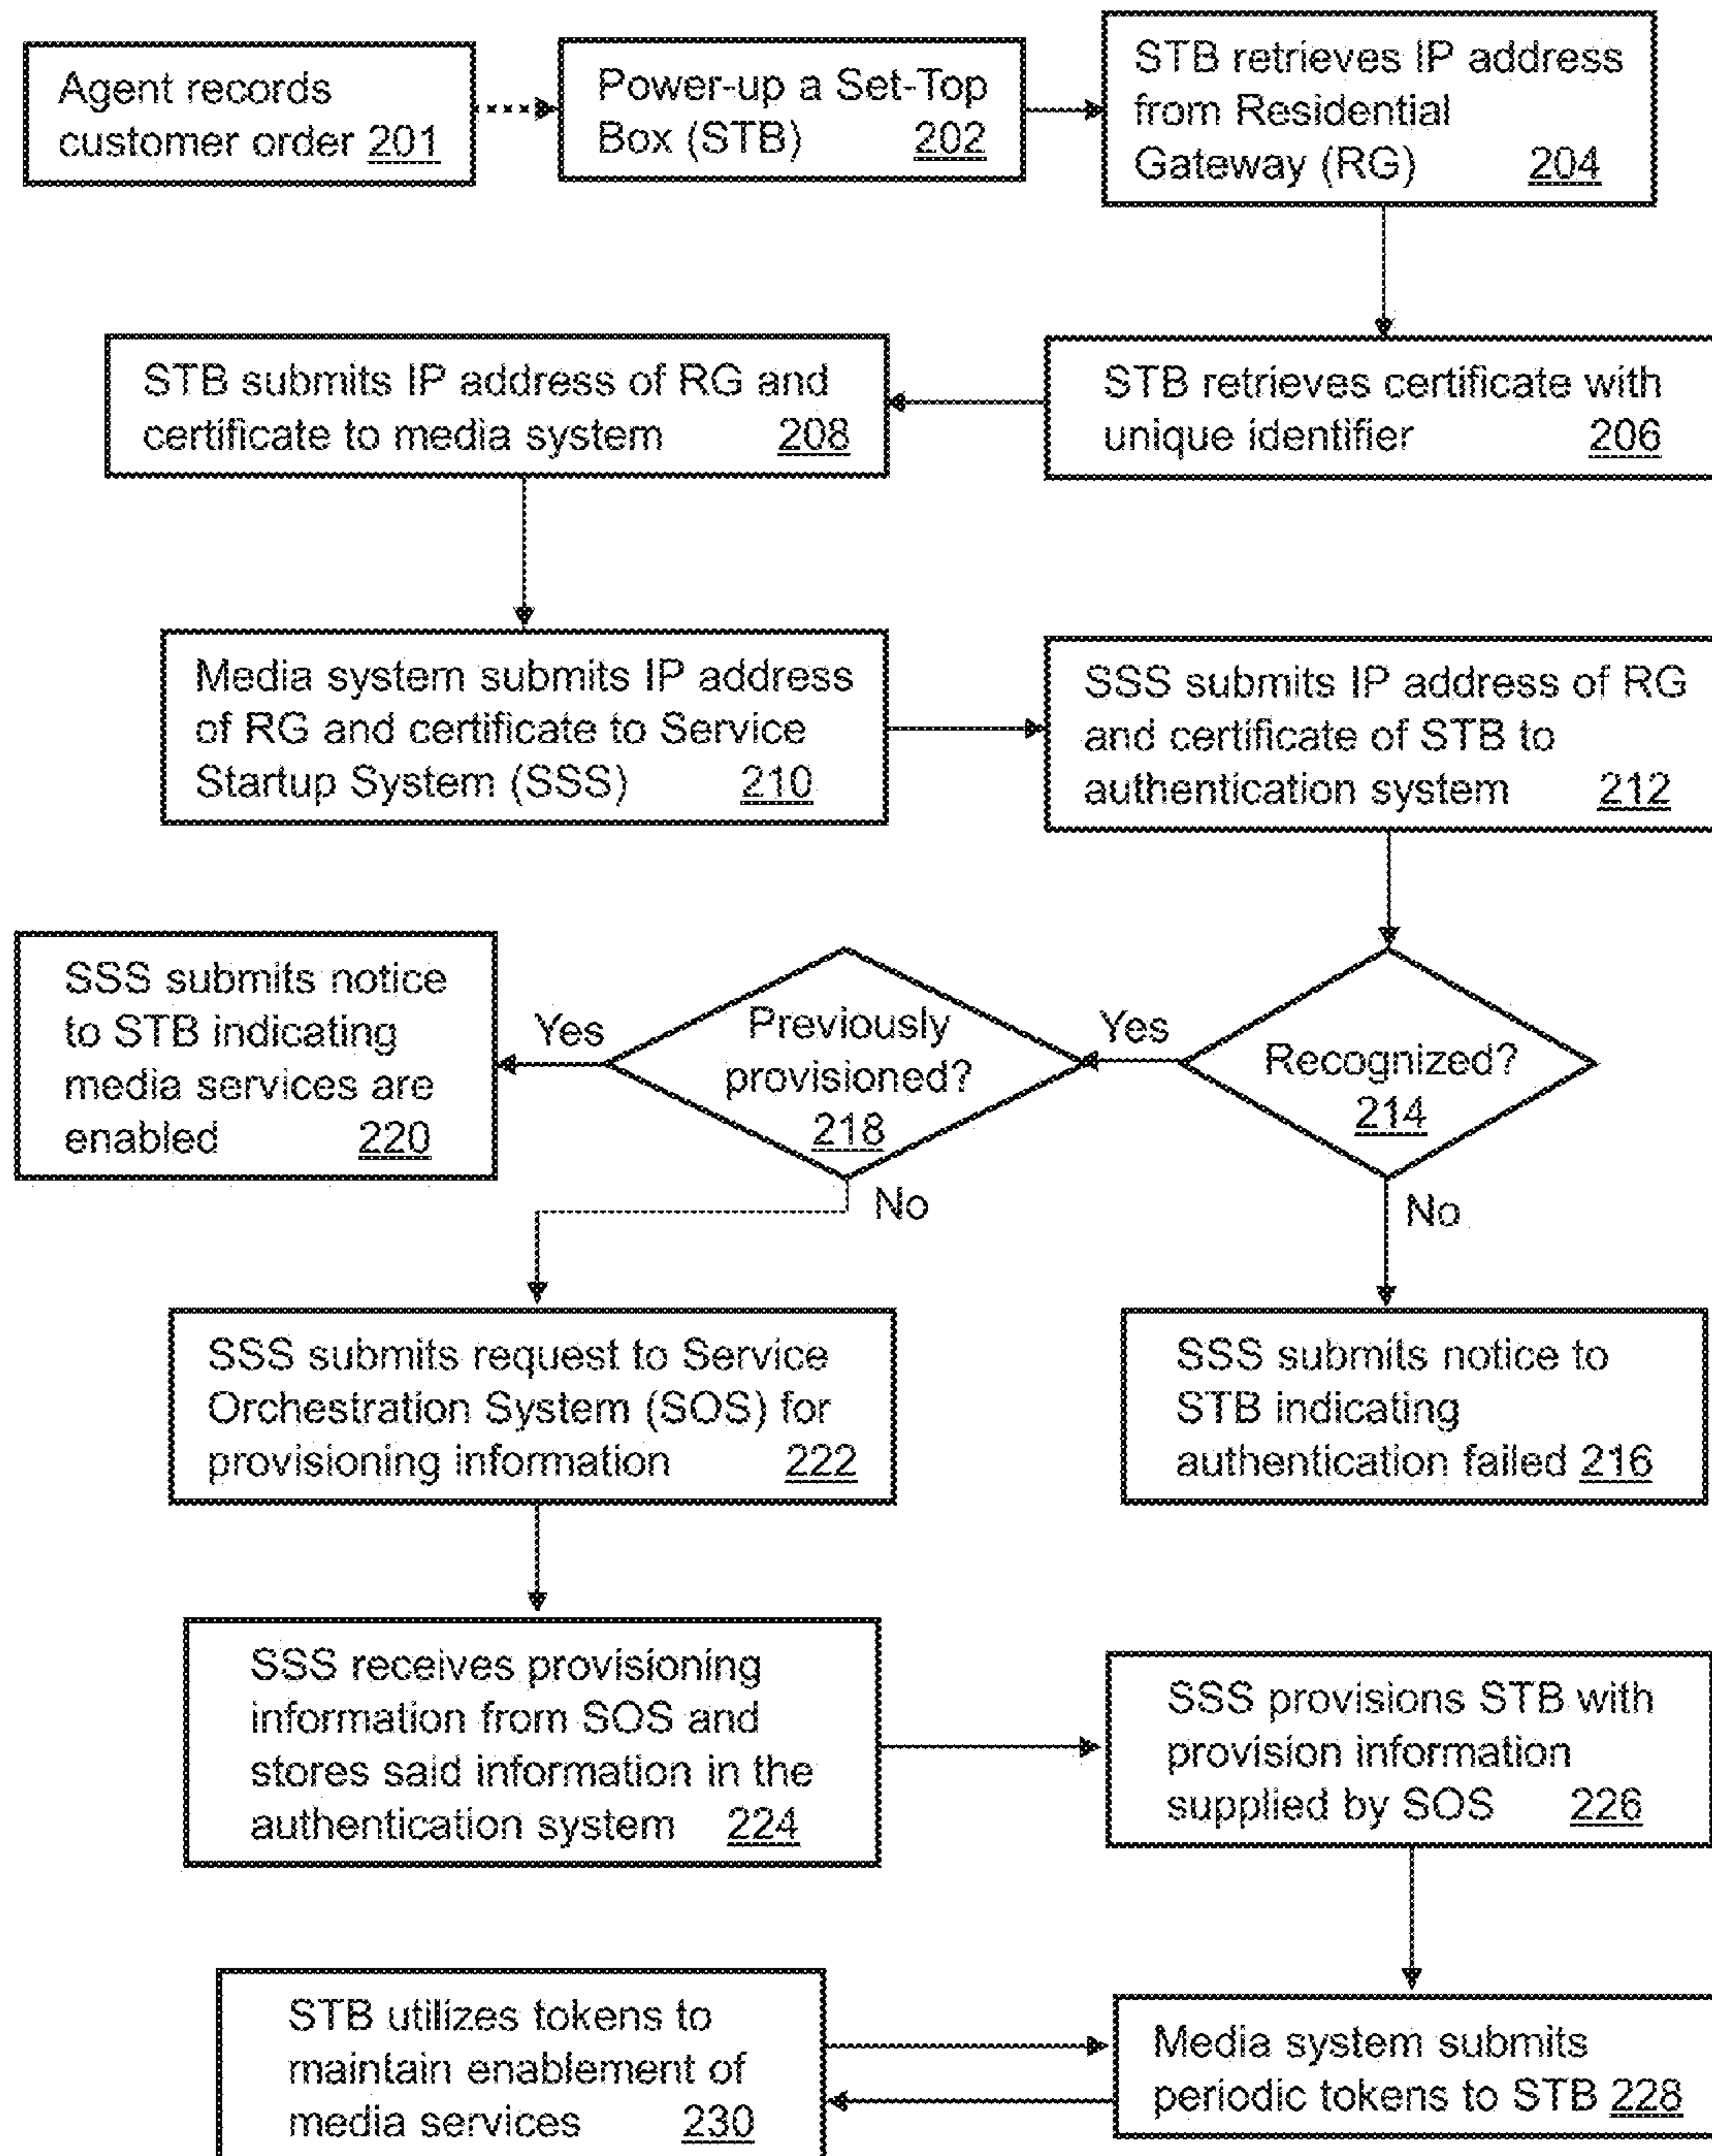 Agent records
customer order 201
Power-up a Set-Top
Box (STB) 202
STB retrieves IP address
from Residential
Gateway (RG) 204
STB retrieves certificate with
unique identifier 206
STB submits IP address of RG and
certificate to media system 208
Media system submits IP address
of RG and certificate to Service
Startup System (SSS) 210
SSS submits IP address of RG
and certificate of STB to
authentication system 212
Recognized?
214
Yes
No
Previously
provisioned?
218
Yes
No
SSS submits notice
to STB indicating
media services are
enabled 220
SSS submits notice to
STB indicating
authentication failed 216
SSS submits request to Service
Orchestration System (SOS) for
provisioning information 222
SSS receives provisioning
information from SOS and
stores said information in the
authentication system 224
SSS provisions STB with
provision information
supplied by SOS 226
Media system submits
periodic tokens to STB 228
STB utilizes tokens to
maintain enablement of
media services 230